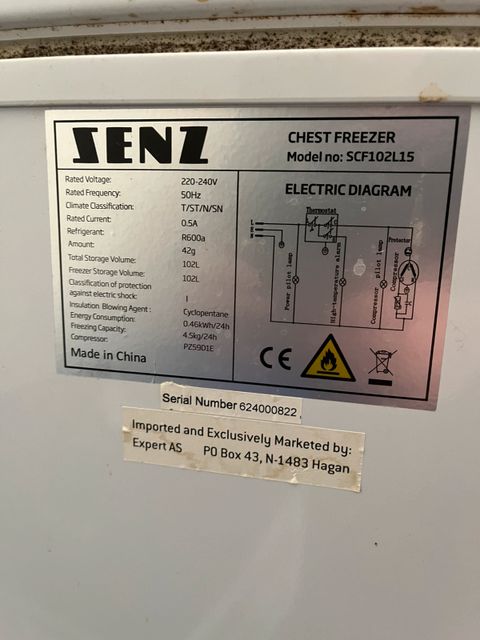 SENZ
CHEST FREEZER
Model no: SCF102L15
Rated Voltage: 220-240V
Rated Frequency: 50Hz
Climate Classification: T/ST/N/SN
Rated Current: 0.5A
Refrigerant: R600a
Amount: 42g
Total Storage Volume: 102L
Freezer Storage Volume: 102L
Classification of protection
against electric shock: I
Insulation Blowing Agent: Cyclopentane
Energy Consumption: 0.46kWh/24h
Freezing Capacity: 4.5kg/24h
Compressor: PZ59D1E
Made in China
ELECTRIC DIAGRAM
Thermostat
Power pilot lamp
High-temperature alarm
Compressor pilot lamp
Compressor
Protector
CE
Serial Number 624000822
Imported and Exclusively Marketed by:
Expert AS PO Box 43, N-1483 Hagan